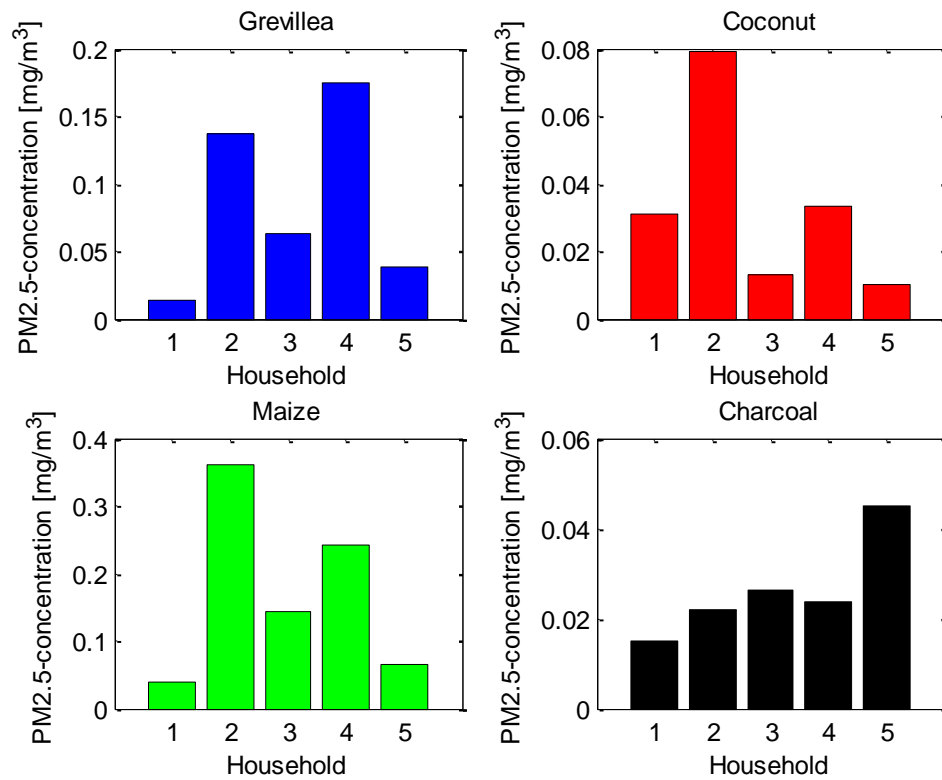 Grevillea
PM2.5-concentration [mg/m³]
0.2
0.15
0.1
0.05
0
1 2 3 4 5
Household
Coconut
PM2.5-concentration [mg/m³]
0.08
0.06
0.04
0.02
0
1 2 3 4 5
Household
Maize
PM2.5-concentration [mg/m³]
0.4
0.3
0.2
0.1
0
1 2 3 4 5
Household
Charcoal
PM2.5-concentration [mg/m³]
0.06
0.04
0.02
0
1 2 3 4 5
Household